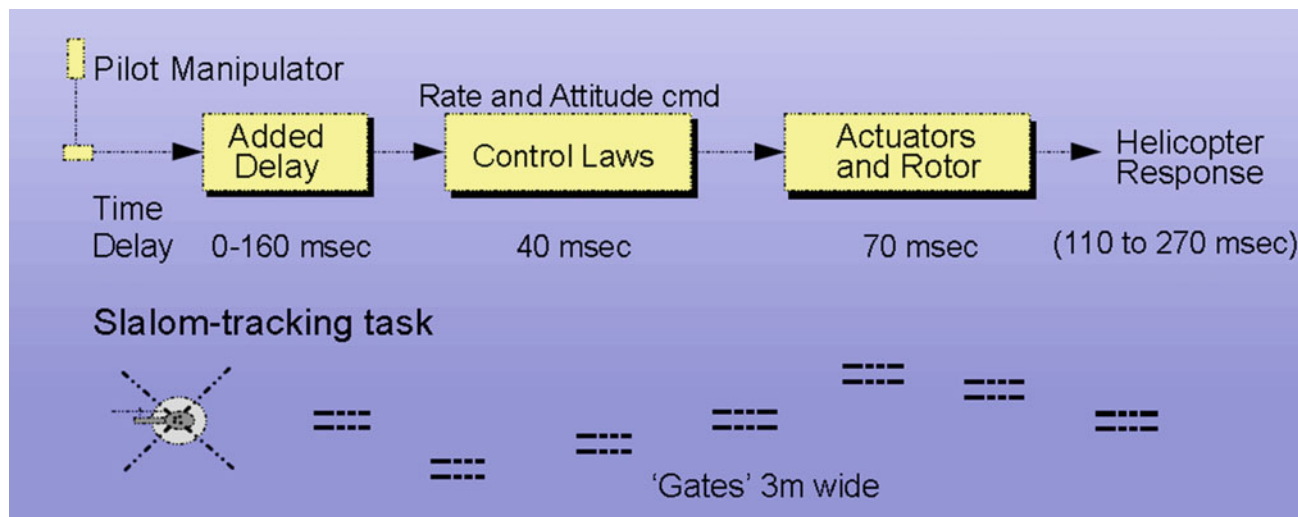 Pilot Manipulator
Rate and Attitude cmd
Added
Delay
Control Laws
Actuators
and Rotor
Helicopter
Response
Time
Delay
0-160 msec
40 msec
70 msec
(110 to 270 msec)
Slalom-tracking task
‘Gates’ 3m wide